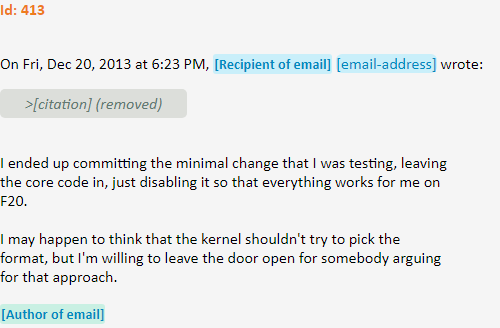 Id: 413
On Fri, Dec 20, 2013 at 6:23 PM, [Recipient of email] [email-address] wrote:
>[citation] (removed)
I ended up committing the minimal change that I was testing, leaving
the core code in, just disabling it so that everything works for me on
F20.
I may happen to think that the kernel shouldn't try to pick the
format, but I'm willing to leave the door open for somebody arguing
for that approach.
[Author of email]